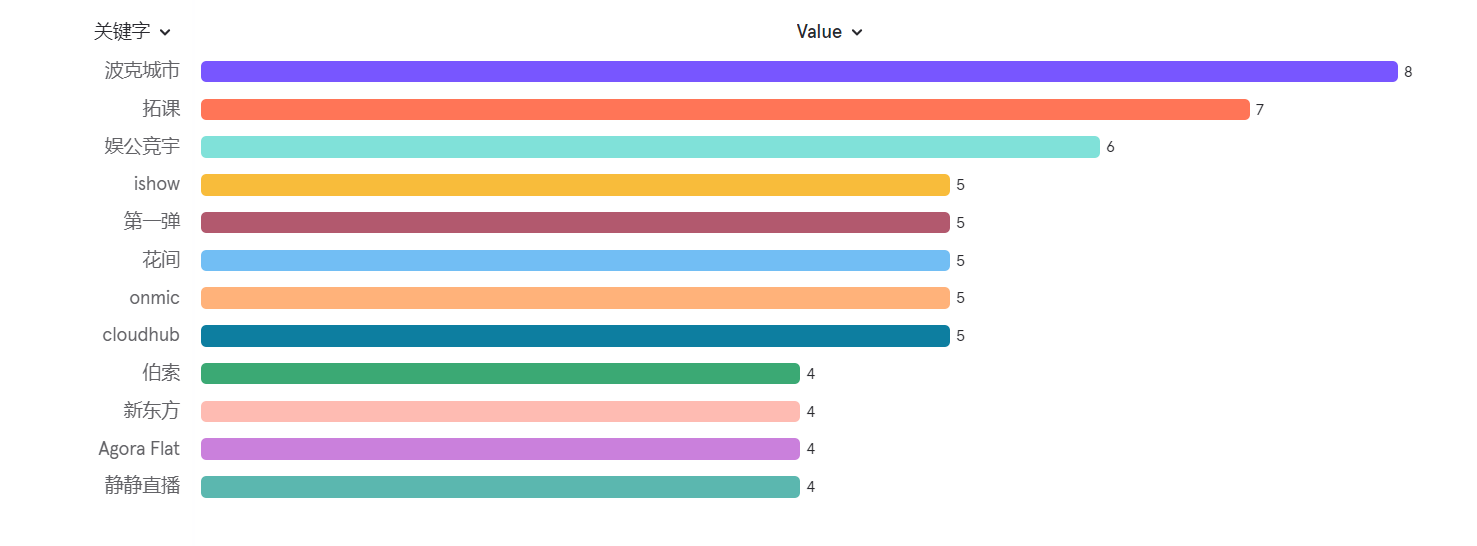 关键字 Value
波克城市 8
拓课 7
娱公竞宇 6
ishow 5
第一弹 5
花间 5
onmic 5
cloudhub 5
伯索 4
新东方 4
Agora Flat 4
静静直播 4